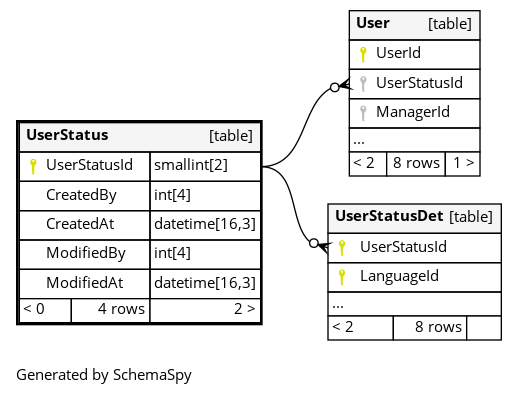 User [table]
UserId
UserStatusId
ManagerId
...
< 2 8 rows 1 >
UserStatus [table]
UserStatusId smallint[2]
CreatedBy int[4]
CreatedAt datetime[16,3]
ModifiedBy int[4]
ModifiedAt datetime[16,3]
< 0 4 rows 2 >
UserStatusDet [table]
UserStatusId
LanguageId
...
< 2 8 rows
Generated by SchemaSpy